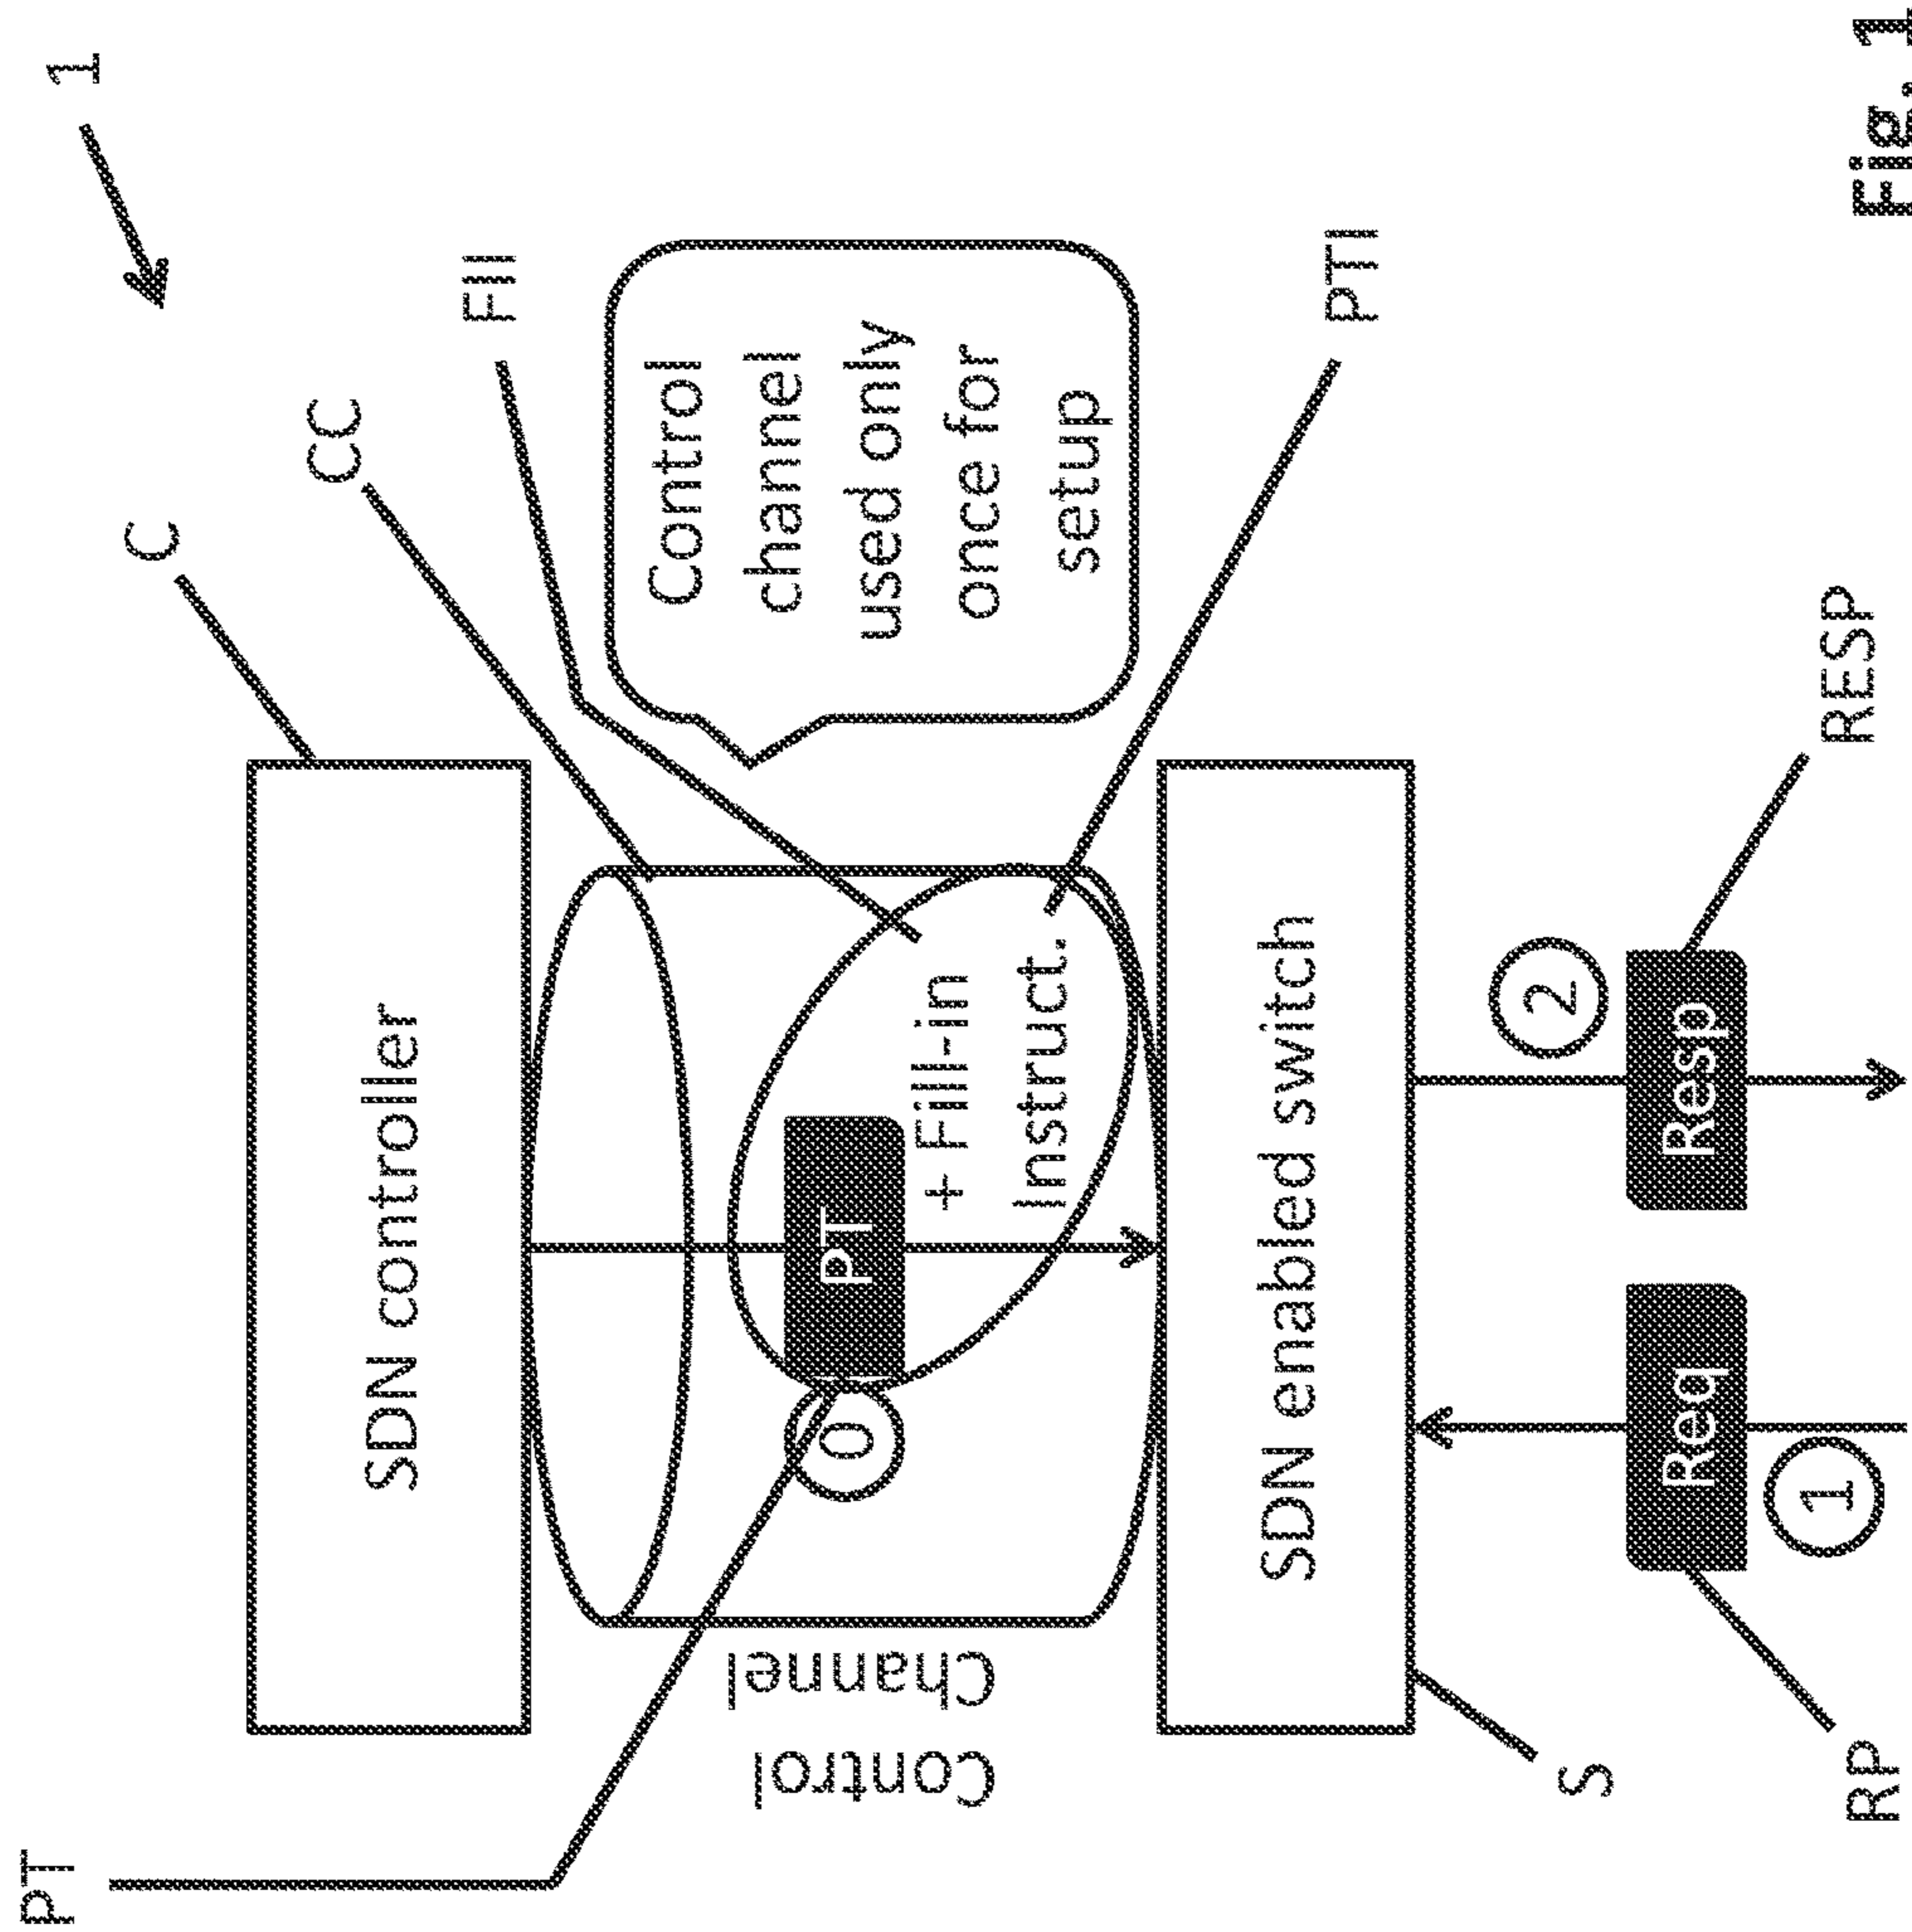 1
C
CC
FII
PT
SDN controller
Control
Channel
0
PT
+ Fill-in
Instruct.
Control
channel
used only
once for
setup
PTI
SDN enabled switch
S
2
Req
Resp
1
RP
RESP
Fig. 1